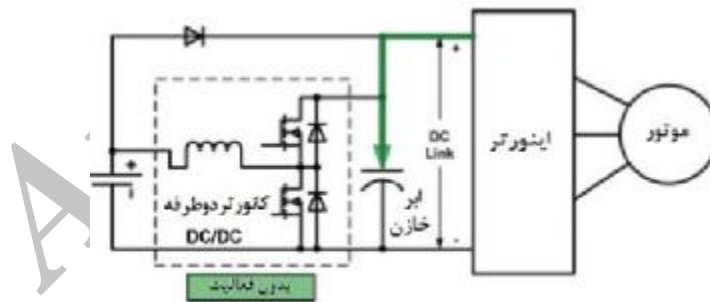 +
DC
Link
-
اینورتر
موتور
+
-
کانورتر دوطرفه
DC/DC
ابر
خازن
بدون فعالیت